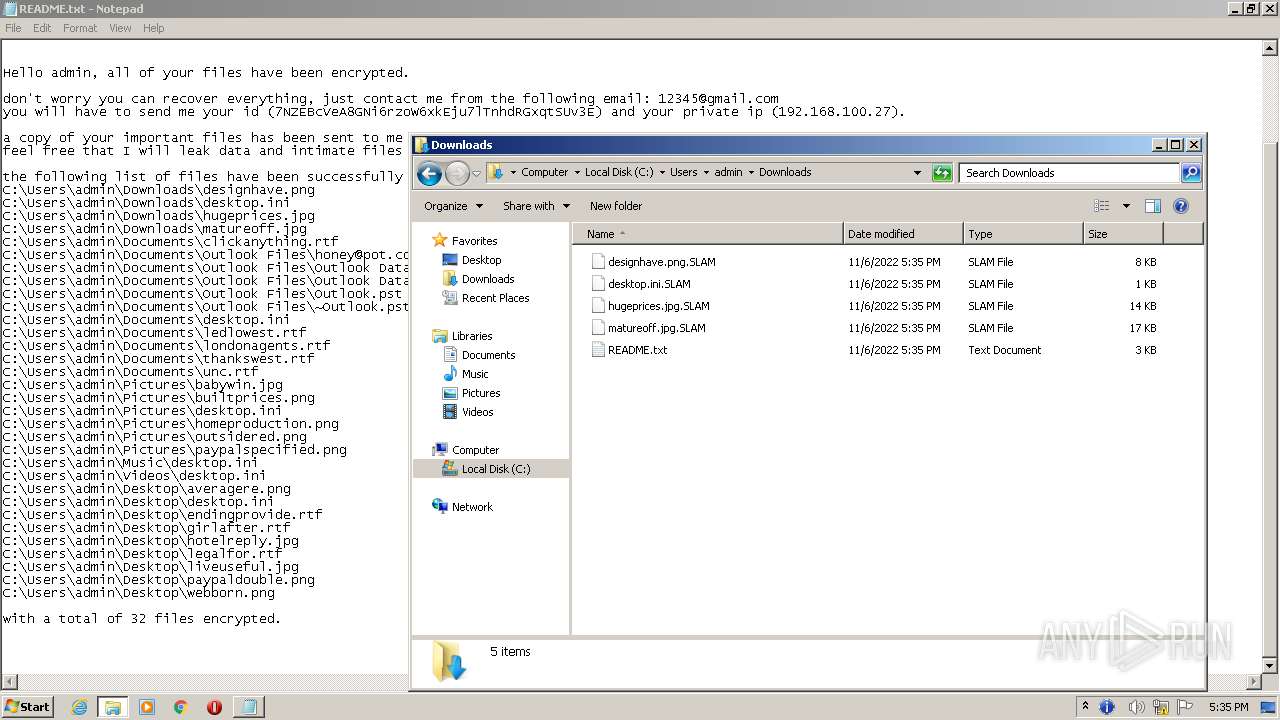 README.txt - Notepad
File Edit Format View Help
Hello admin, all of your files have been encrypted.
don't worry you can recover everything, just contact me from the following email: 12345@gmail.com
you will have to send me your id (7NZEBcVeA8GNi6rzoW6xkEju7lTnhdRGxqtSUv3E) and your private ip (192.168.100.27).
a copy of your important files has been sent to me
feel free that I will leak data and intimate files
the following list of files have been successfully
C:\Users\admin\Downloads\designhave.png
C:\Users\admin\Downloads\desktop.ini
C:\Users\admin\Downloads\hugeprices.jpg
C:\Users\admin\Downloads\matureoff.jpg
C:\Users\admin\Documents\clickanything.rtf
C:\Users\admin\Documents\Outlook Files\honey@pot.co
C:\Users\admin\Documents\Outlook Files\Outlook Data
C:\Users\admin\Documents\Outlook Files\Outlook Data
C:\Users\admin\Documents\Outlook Files\Outlook.pst
C:\Users\admin\Documents\Outlook Files\~Outlook.pst
C:\Users\admin\Documents\desktop.ini
C:\Users\admin\Documents\ledlowest.rtf
C:\Users\admin\Documents\londonagents.rtf
C:\Users\admin\Documents\thankswest.rtf
C:\Users\admin\Documents\unc.rtf
C:\Users\admin\Pictures\babywin.jpg
C:\Users\admin\Pictures\builtprices.png
C:\Users\admin\Pictures\desktop.ini
C:\Users\admin\Pictures\homeproduction.png
C:\Users\admin\Pictures\outsidered.png
C:\Users\admin\Pictures\paypalspecified.png
C:\Users\admin\Music\desktop.ini
C:\Users\admin\Videos\desktop.ini
C:\Users\admin\Desktop\averagere.png
C:\Users\admin\Desktop\desktop.ini
C:\Users\admin\Desktop\endingprovide.rtf
C:\Users\admin\Desktop\girlafter.rtf
C:\Users\admin\Desktop\hotelreply.jpg
C:\Users\admin\Desktop\legalfor.rtf
C:\Users\admin\Desktop\liveuseful.jpg
C:\Users\admin\Desktop\paypaldouble.png
C:\Users\admin\Desktop\webborn.png
with a total of 32 files encrypted.
Downloads
Computer Local Disk (C:) Users admin Downloads
Search Downloads
Organize Share with New folder
Favorites
Desktop
Downloads
Recent Places
Libraries
Documents
Music
Pictures
Videos
Computer
Local Disk (C:)
Network
Name Date modified Type Size
designhave.png.SLAM 11/6/2022 5:35 PM SLAM File 8 KB
desktop.ini.SLAM 11/6/2022 5:35 PM SLAM File 1 KB
hugeprices.jpg.SLAM 11/6/2022 5:35 PM SLAM File 14 KB
matureoff.jpg.SLAM 11/6/2022 5:35 PM SLAM File 17 KB
README.txt 11/6/2022 5:35 PM Text Document 3 KB
5 items
ANY RUN
Start
5:35 PM